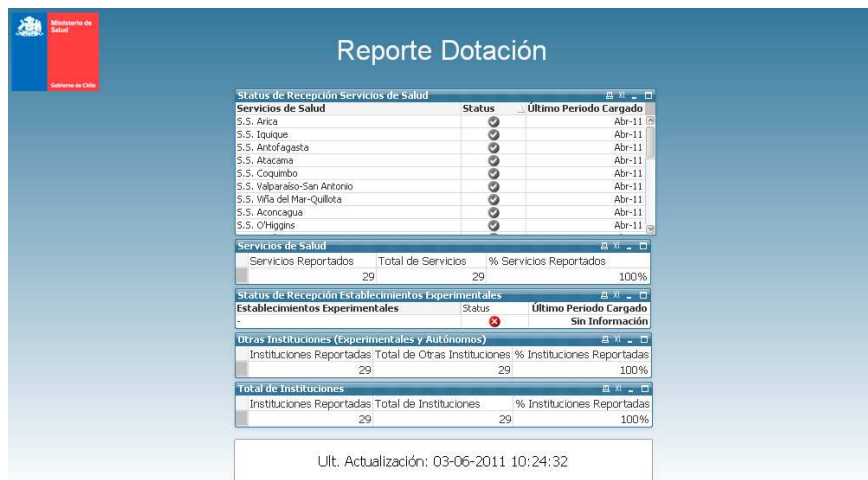 Ministerio de
Salud
Gobierno de Chile
Reporte Dotación
Status de Recepción Servicios de Salud XL
Servicios de Salud Status Último Periodo Cargado
S.S. Arica Abr-11
S.S. Iquique Abr-11
S.S. Antofagasta Abr-11
S.S. Atacama Abr-11
S.S. Coquimbo Abr-11
S.S. Valparaíso-San Antonio Abr-11
S.S. Viña del Mar-Quillota Abr-11
S.S. Aconcagua Abr-11
S.S. O'Higgins Abr-11
Servicios de Salud XL
Servicios Reportados Total de Servicios % Servicios Reportados
29 29 100%
Status de Recepción Establecimientos Experimentales XL
Establecimientos Experimentales Status Último Periodo Cargado
- Sin Información
Otras Instituciones (Experimentales y Autónomos) XL
Instituciones Reportadas Total de Otras Instituciones % Instituciones Reportadas
29 29 100%
Total de Instituciones XL
Instituciones Reportadas Total de Instituciones % Instituciones Reportadas
29 29 100%
Ult. Actualización: 03-06-2011 10:24:32